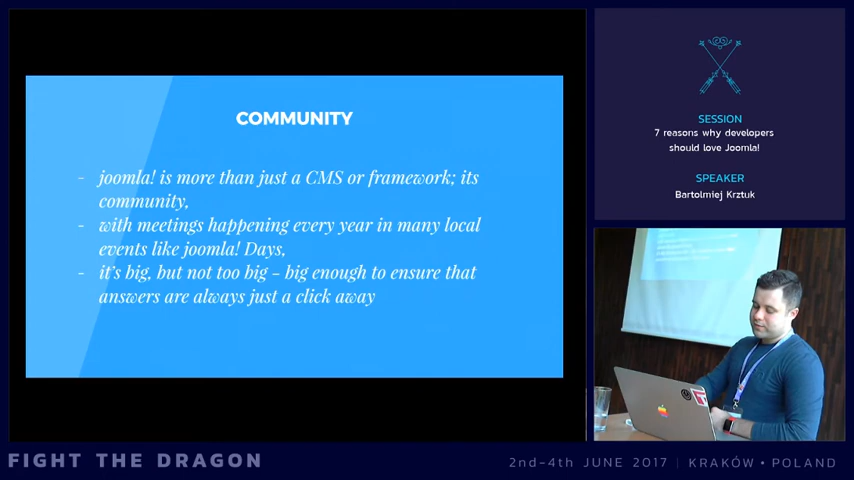 COMMUNITY
- joomla! is more than just a CMS or framework; its
community,
- with meetings happening every year in many local
events like joomla! Days,
- it's big, but not too big – big enough to ensure that
answers are always just a click away
SESSION
7 reasons why developers
should love Joomla!
SPEAKER
Bartolmiej Krztuk
FIGHT THE DRAGON
2nd-4th JUNE 2017 | KRAKÓW • POLAND